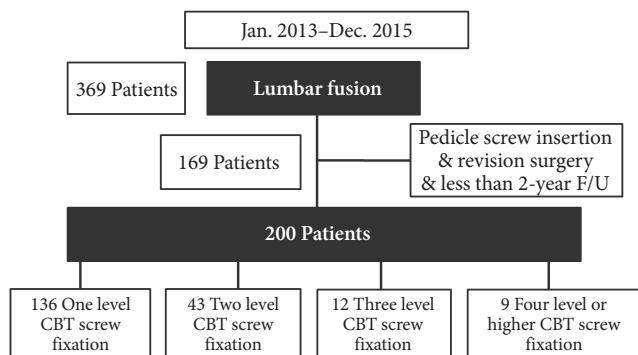 Jan. 2013–Dec. 2015
369 Patients
Lumbar fusion
169 Patients
Pedicle screw insertion
& revision surgery
& less than 2-year F/U
200 Patients
136 One level
CBT screw
fixation
43 Two level
CBT screw
fixation
12 Three level
CBT screw
fixation
9 Four level or
higher CBT screw
fixation